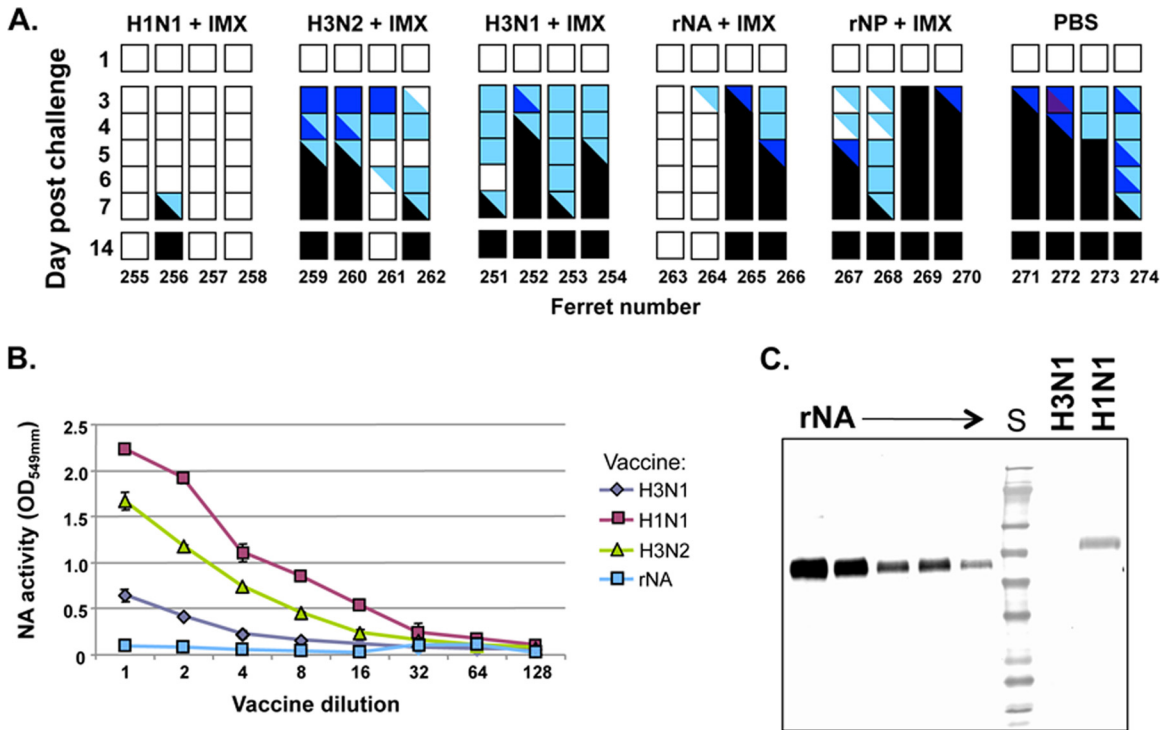 A.
H1N1 + IMX H3N2 + IMX H3N1 + IMX rNA + IMX rNP + IMX PBS
Day post challenge
1
3
4
5
6
7
14
255 256 257 258 259 260 261 262 251 252 253 254 263 264 265 266 267 268 269 270 271 272 273 274
Ferret number
B.
NA activity (OD549mm)
2.5
2.0
1.5
1.0
0.5
0
1 2 4 8 16 32 64 128
Vaccine dilution
Vaccine:
H3N1
H1N1
H3N2
rNA
C.
rNA S H3N1 H1N1